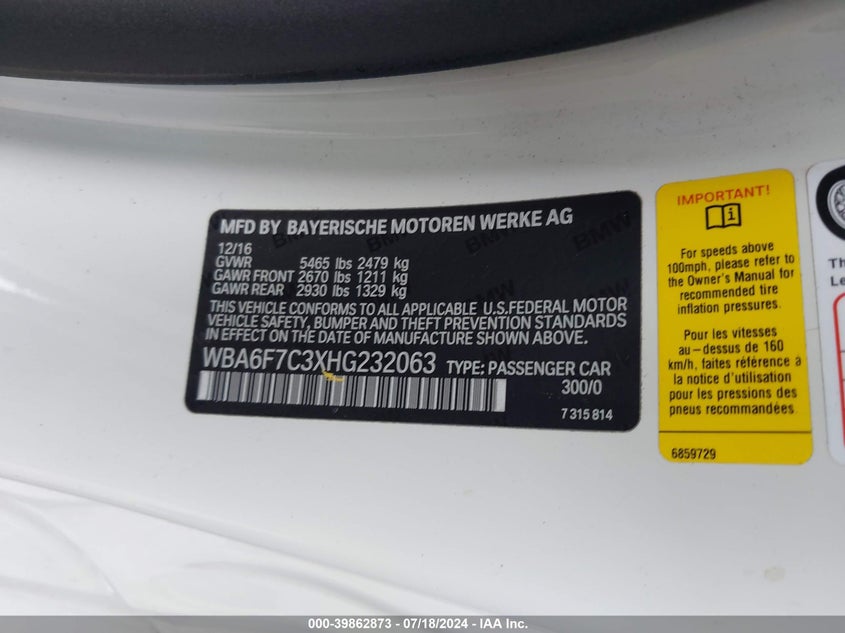 MFD BY BAYERISCHE MOTOREN WERKE AG
12/16
GVWR 5465 lbs 2479 kg
GAWR FRONT 2670 lbs 1211 kg
GAWR REAR 2930 lbs 1329 kg
THIS VEHICLE CONFORMS TO ALL APPLICABLE U.S.FEDERAL MOTOR
VEHICLE SAFETY, BUMPER AND THEFT PREVENTION STANDARDS
IN EFFECT ON THE DATE OF MANUFACTURE SHOWN ABOVE.
WBA6F7C3XHG232063 TYPE: PASSENGER CAR
300/0
7 315 814
IMPORTANT!
For speeds above
100mph, please refer to
the Owner's Manual for
recommended tire
inflation pressures.
Pour les vitesses
au-dessus de 160
km/h, faites référence à
la notice d'utilisation
pour les pressions des
pneus recommandées
6859729
The
Le
000-39862873 - 07/18/2024 - IAA Inc.